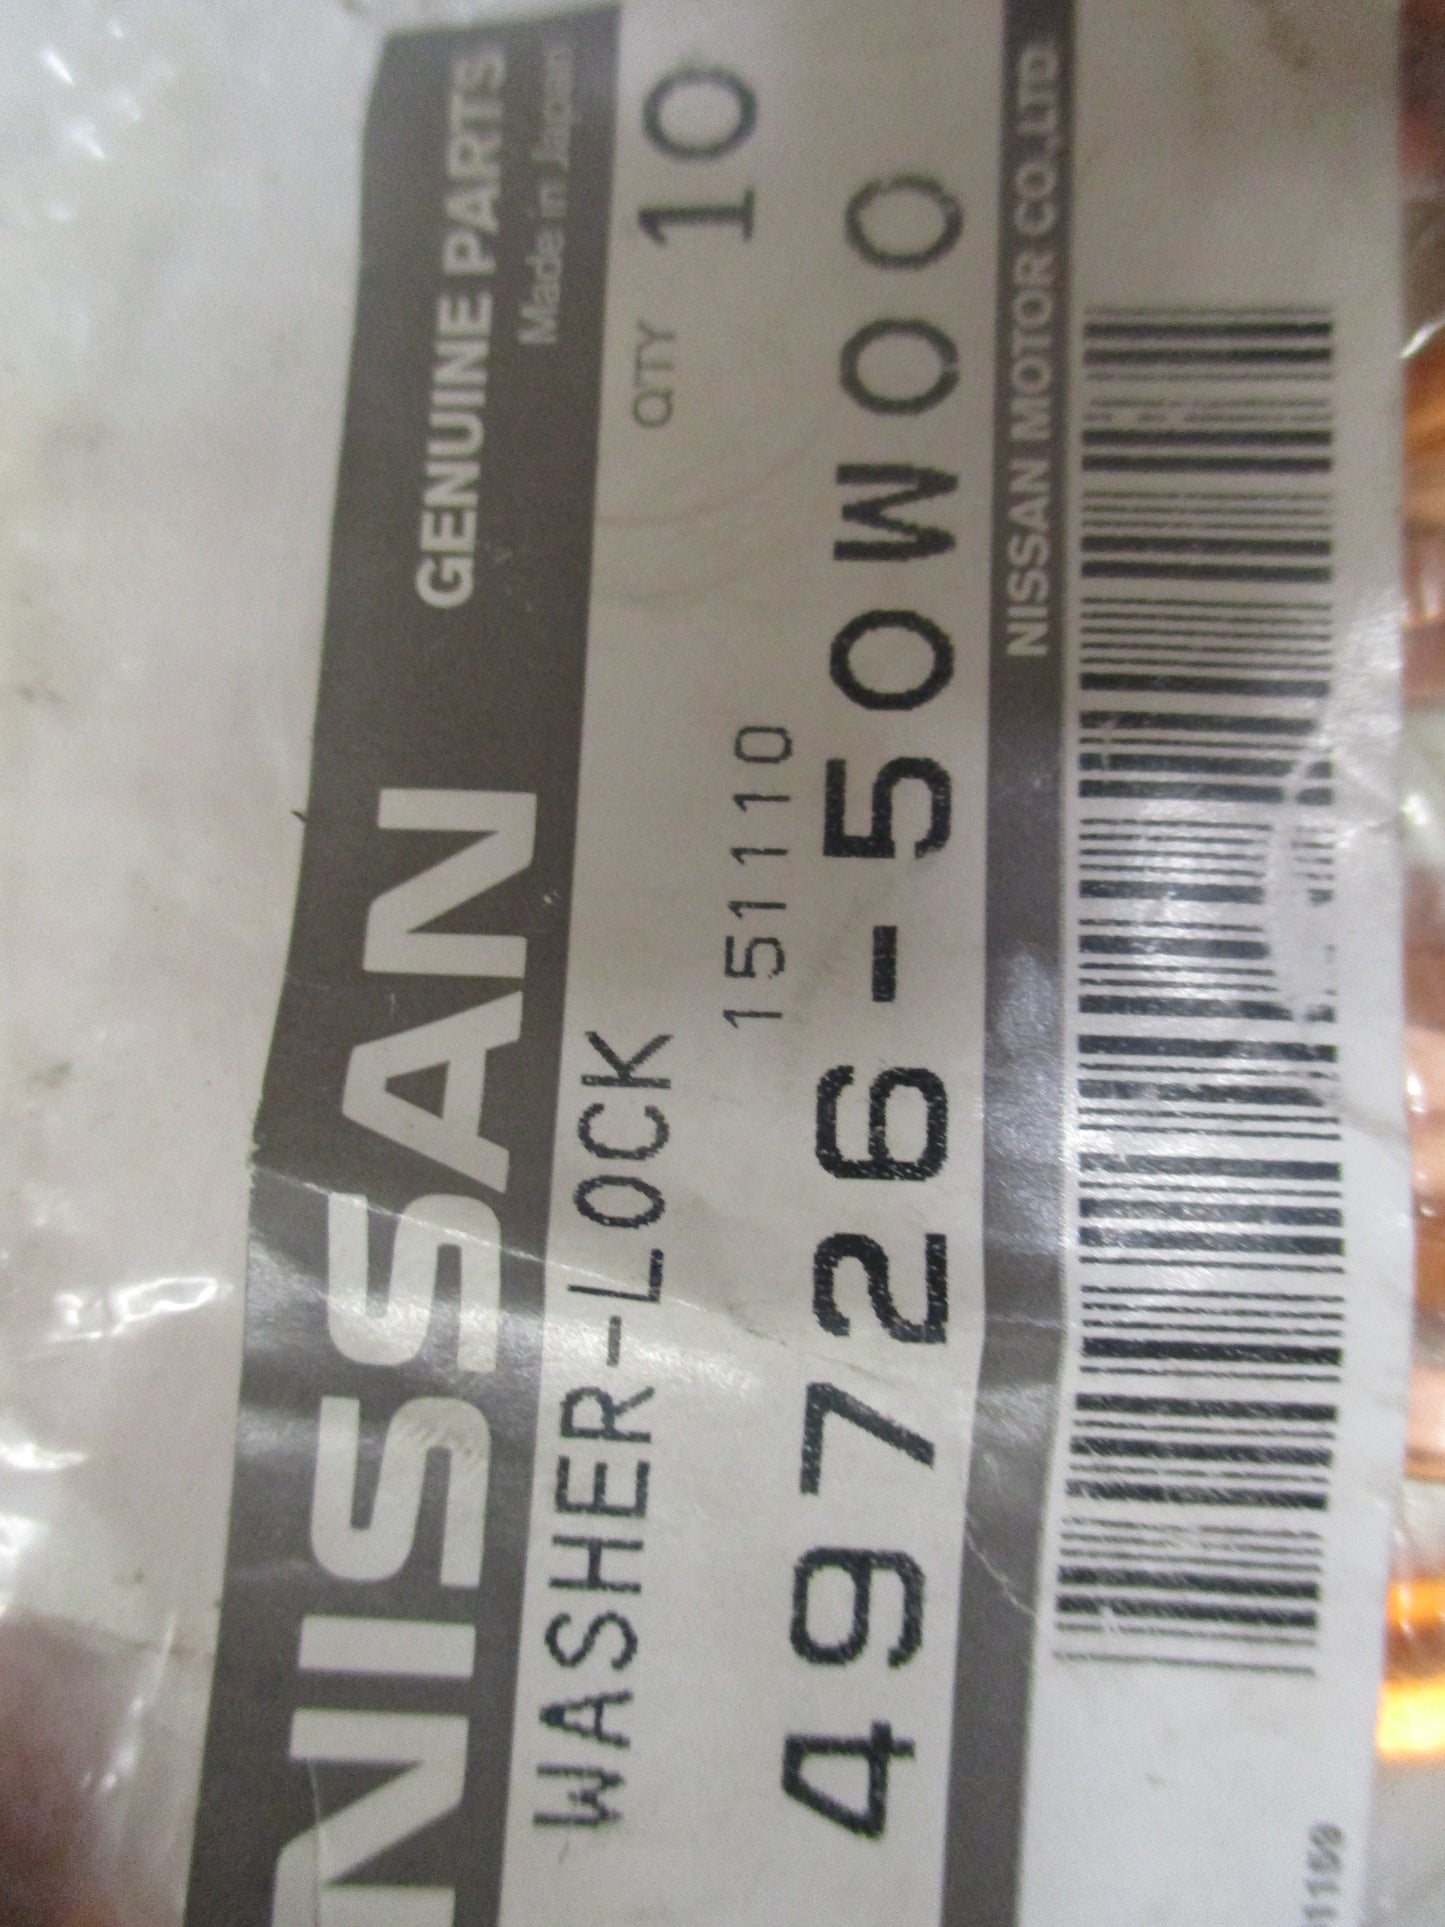 NISSAN
GENUINE PARTS
Made in Japan
WASHER-LOCK
QTY 10
151110
49726-50W00
NISSAN MOTOR CO.,LTD